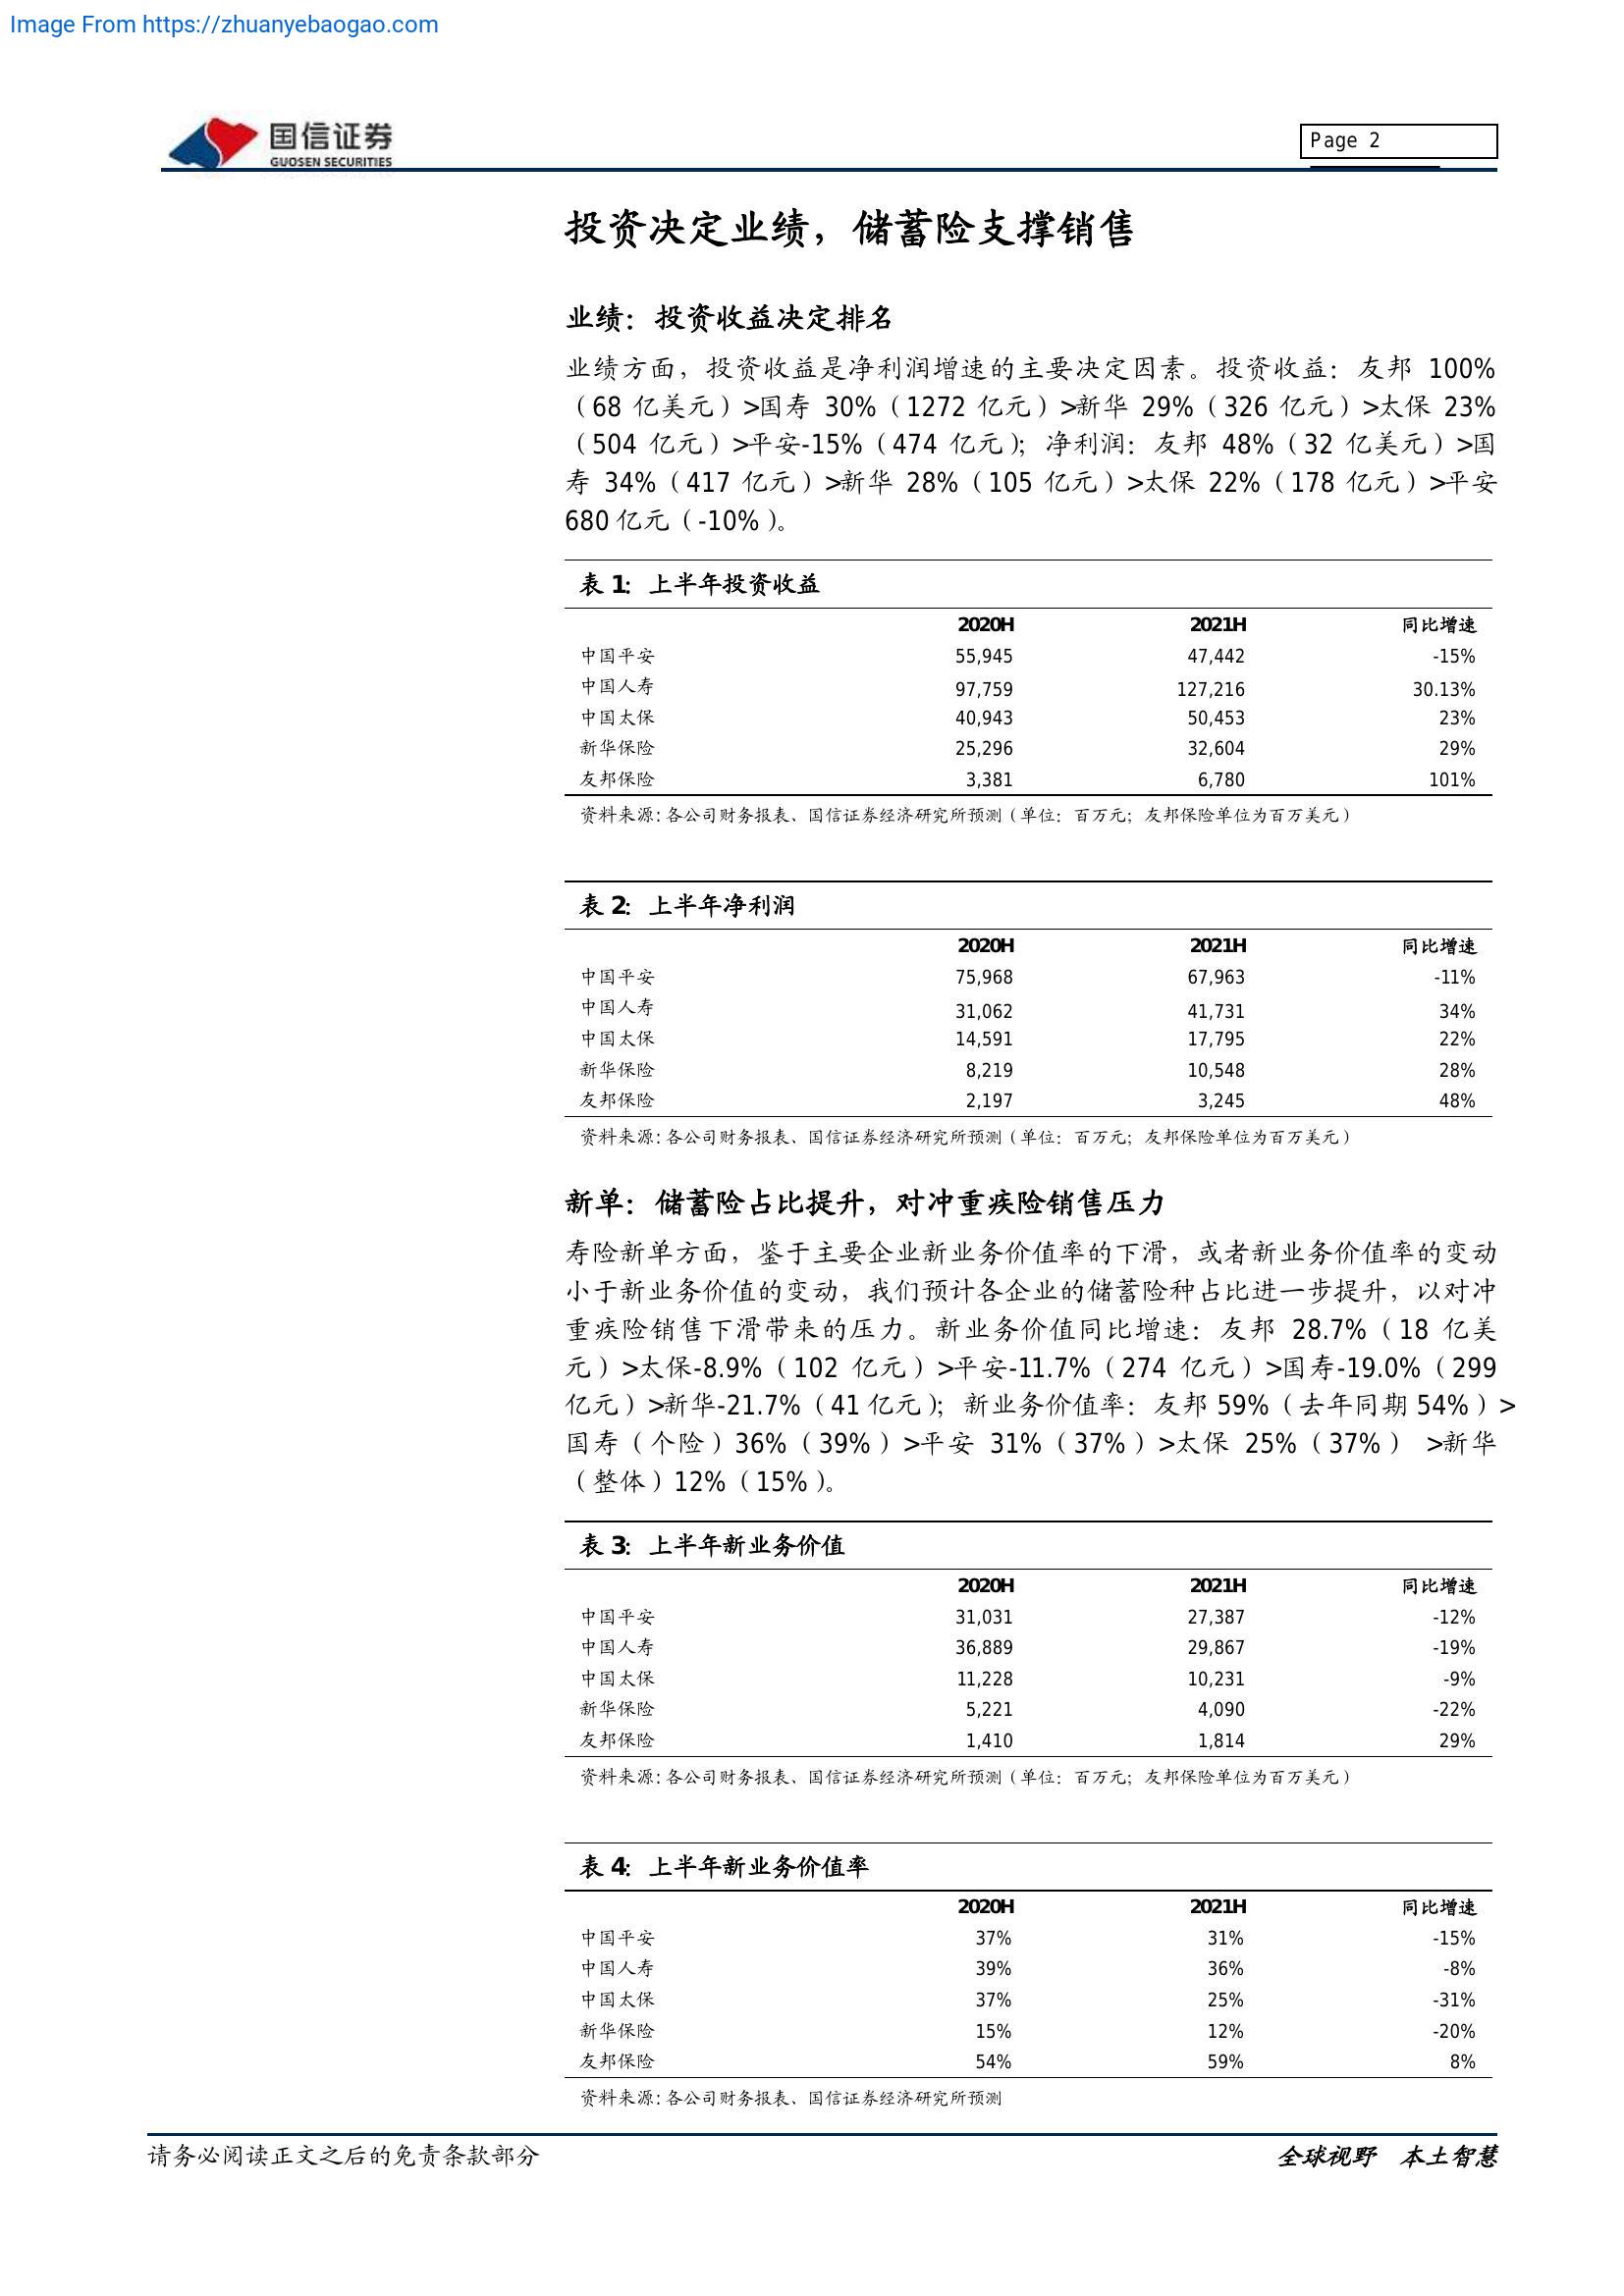 Image From https://zhuanyebaogao.com
国信证券
GUOSEN SECURITIES
Page 2
投资决定业绩，储蓄险支撑销售
业绩：投资收益决定排名
业绩方面，投资收益是净利润增速的主要决定因素。投资收益：友邦 100%
（68 亿美元）>国寿 30%（1272 亿元）>新华 29%（326 亿元）>太保 23%
（504 亿元）>平安-15%（474 亿元）；净利润：友邦 48%（32 亿美元）>国
寿 34%（417 亿元）>新华 28%（105 亿元）>太保 22%（178 亿元）>平安
680 亿元（-10%）。
表 1：上半年投资收益
2020H 2021H 同比增速
中国平安 55,945 47,442 -15%
中国人寿 97,759 127,216 30.13%
中国太保 40,943 50,453 23%
新华保险 25,296 32,604 29%
友邦保险 3,381 6,780 101%
资料来源：各公司财务报表、国信证券经济研究所预测（单位：百万元；友邦保险单位为百万美元）
表 2：上半年净利润
2020H 2021H 同比增速
中国平安 75,968 67,963 -11%
中国人寿 31,062 41,731 34%
中国太保 14,591 17,795 22%
新华保险 8,219 10,548 28%
友邦保险 2,197 3,245 48%
资料来源：各公司财务报表、国信证券经济研究所预测（单位：百万元；友邦保险单位为百万美元）
新单：储蓄险占比提升，对冲重疾险销售压力
寿险新单方面，鉴于主要企业新业务价值率的下滑，或者新业务价值率的变动
小于新业务价值的变动，我们预计各企业的储蓄险种占比进一步提升，以对冲
重疾险销售下滑带来的压力。新业务价值同比增速：友邦 28.7%（18 亿美
元）>太保-8.9%（102 亿元）>平安-11.7%（274 亿元）>国寿-19.0%（299
亿元）>新华-21.7%（41 亿元）；新业务价值率：友邦 59%（去年同期 54%）>
国寿（个险）36%（39%）>平安 31%（37%）>太保 25%（37%） >新华
（整体）12%（15%）。
表 3：上半年新业务价值
2020H 2021H 同比增速
中国平安 31,031 27,387 -12%
中国人寿 36,889 29,867 -19%
中国太保 11,228 10,231 -9%
新华保险 5,221 4,090 -22%
友邦保险 1,410 1,814 29%
资料来源：各公司财务报表、国信证券经济研究所预测（单位：百万元；友邦保险单位为百万美元）
表 4：上半年新业务价值率
2020H 2021H 同比增速
中国平安 37% 31% -15%
中国人寿 39% 36% -8%
中国太保 37% 25% -31%
新华保险 15% 12% -20%
友邦保险 54% 59% 8%
资料来源：各公司财务报表、国信证券经济研究所预测
请务必阅读正文之后的免责条款部分 全球视野 本土智慧